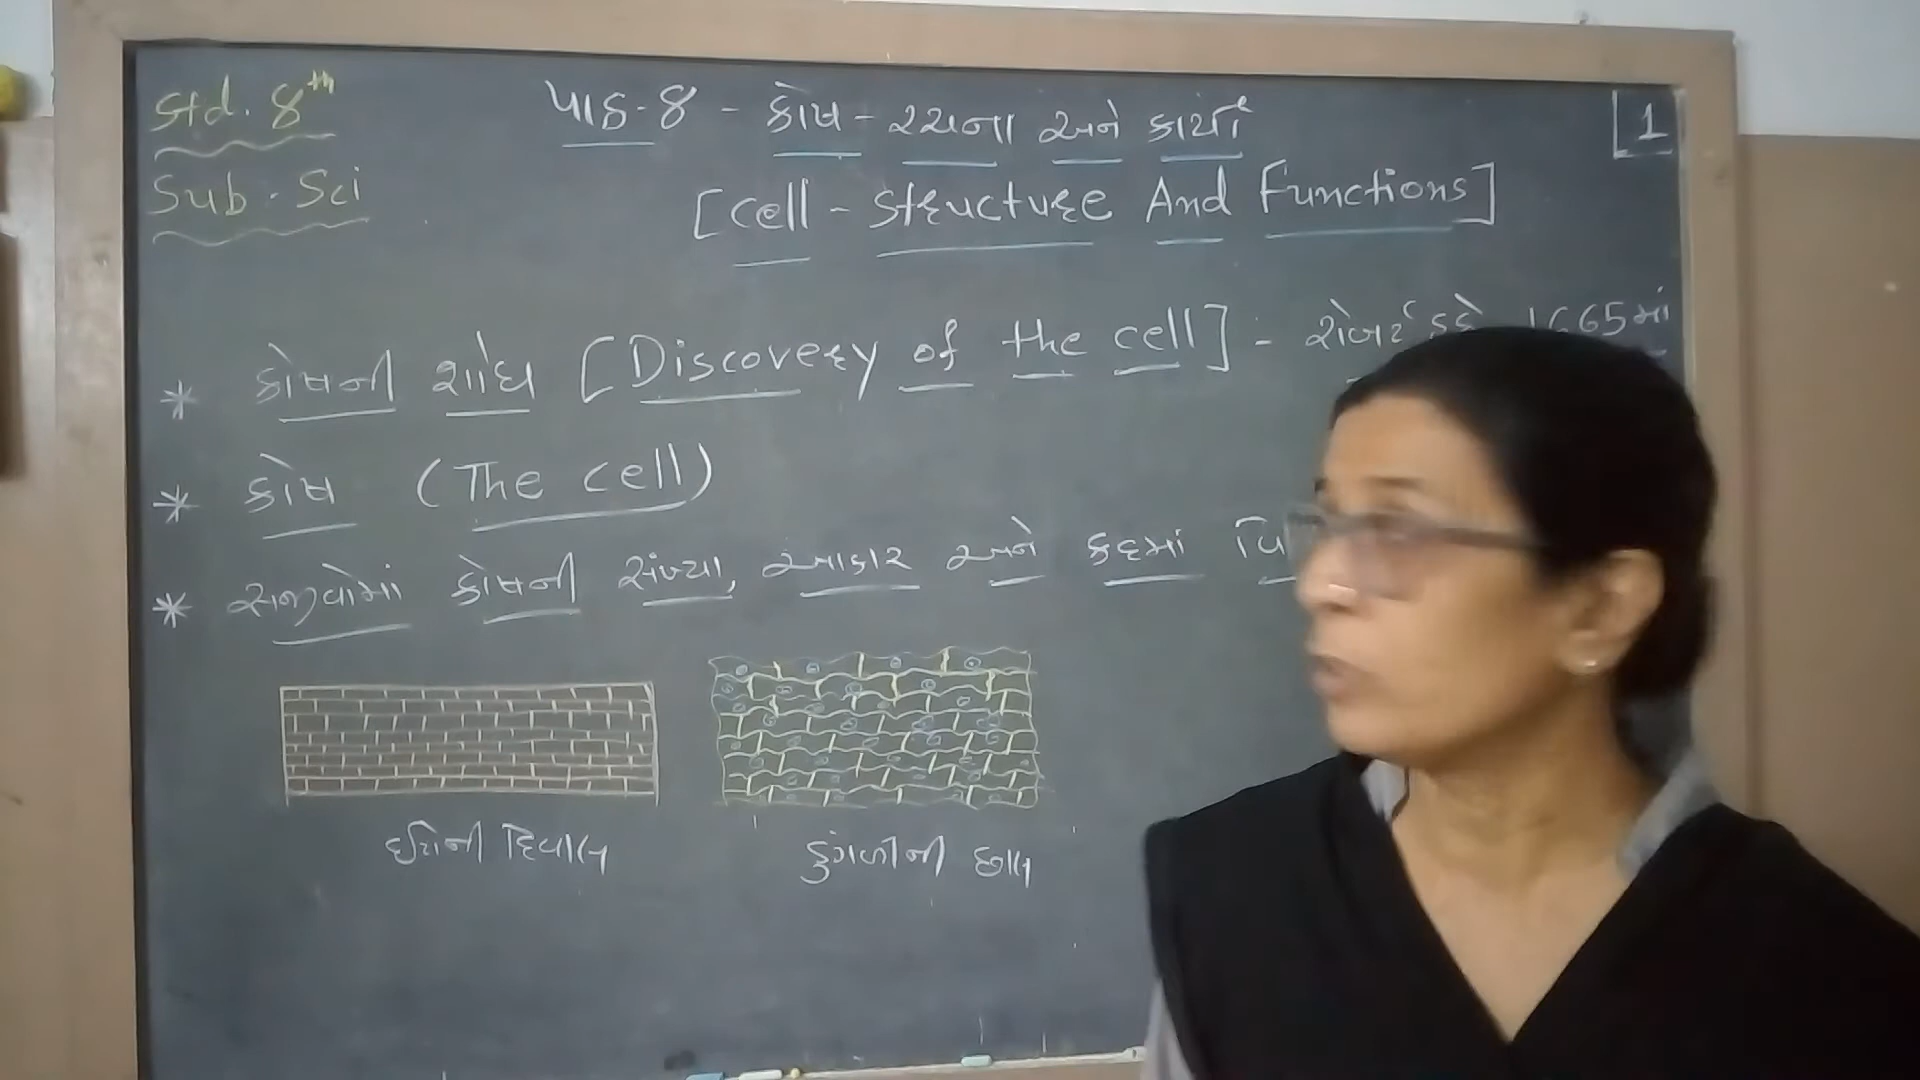 Std. 8th
Sub. Sci
પાઠ-8 - કોષ - રચના અને કાર્યો
1
[Cell - Structure And Functions]
* કોષની શોધ [Discovery of the cell] - રોબર્ટ હૂકે 1665માં
* કોષ (The cell)
* સજીવોમાં કોષની સંખ્યા, આકાર અને કદમાં
ઈંટોની દિવાલ
ડુંગળીની છાલ